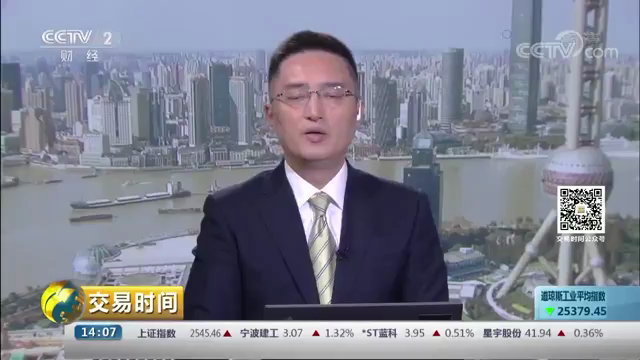 CCTV 2
财经
CCTV.com
交易时间公众号
道琼斯工业平均指数
25379.45
交易时间
14:07 上证指数 2545.46 宁波建工 3.07 1.32% *ST蓝科 3.95 0.51% 星宇股份 41.94 0.36%